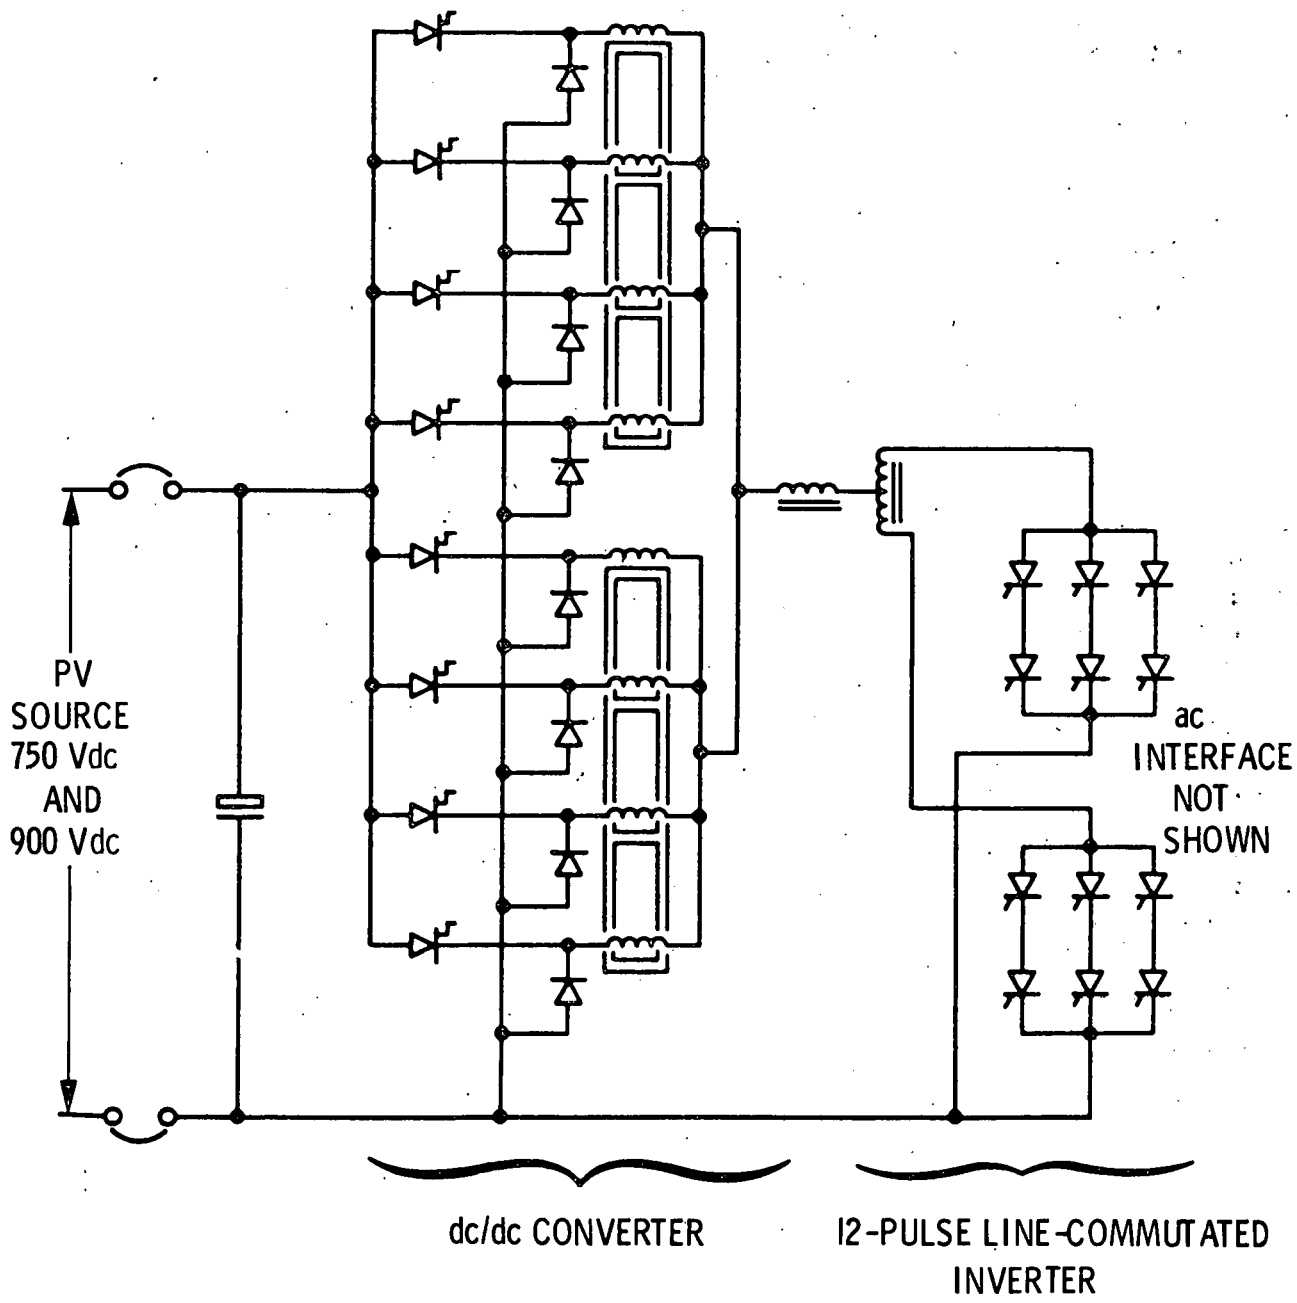 PV
SOURCE
750 Vdc
AND
900 Vdc
ac
INTERFACE
NOT
SHOWN
dc/dc CONVERTER
12-PULSE LINE-COMMUTATED
INVERTER